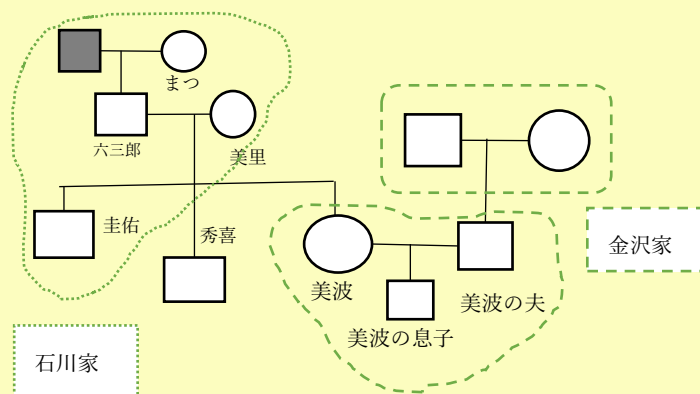 まつ
六三郎
美里
圭佑
秀喜
金沢家
美波
美波の夫
美波の息子
石川家